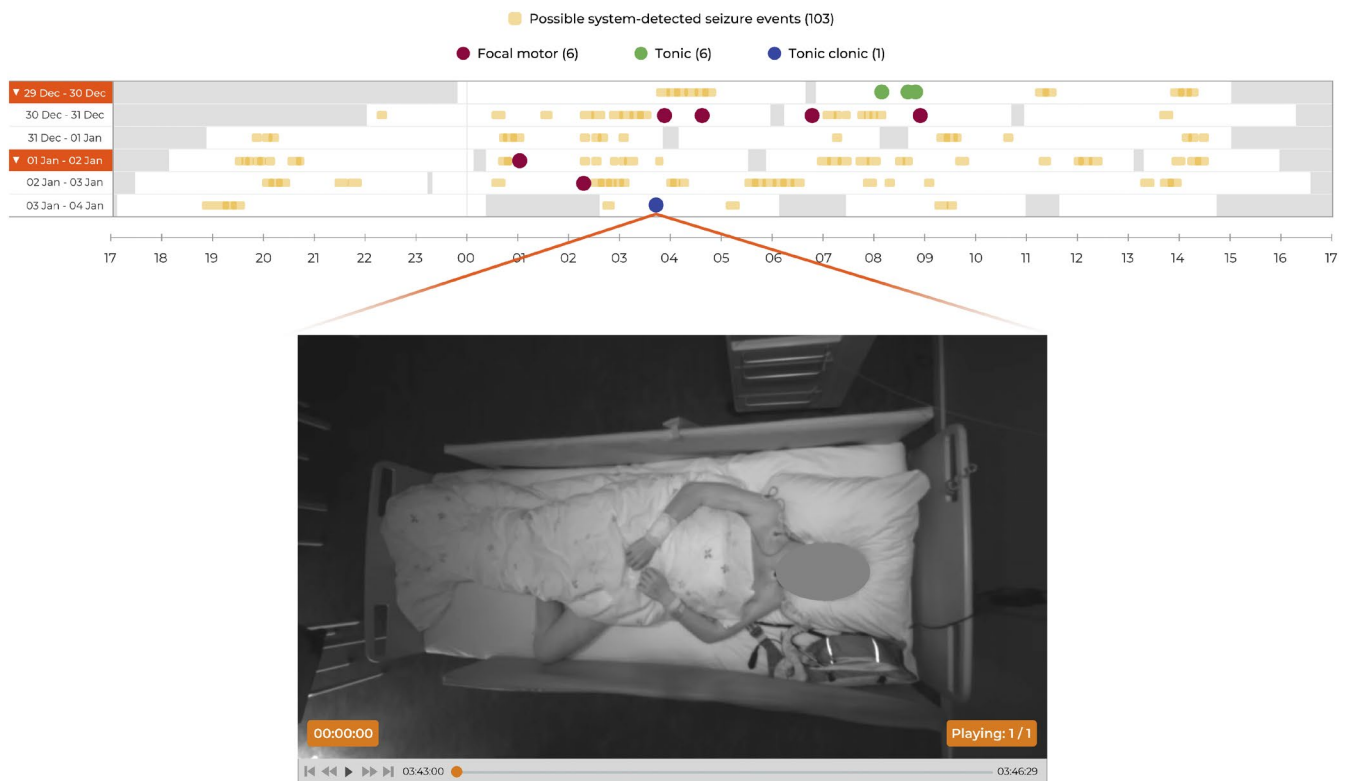 Possible system-detected seizure events (103)
Focal motor (6) Tonic (6) Tonic clonic (1)
▼ 29 Dec - 30 Dec
30 Dec - 31 Dec
31 Dec - 01 Jan
▼ 01 Jan - 02 Jan
02 Jan - 03 Jan
03 Jan - 04 Jan
17 18 19 20 21 22 23 00 01 02 03 04 05 06 07 08 09 10 11 12 13 14 15 16 17
00:00:00 Playing: 1 / 1
03:43:00 03:46:29